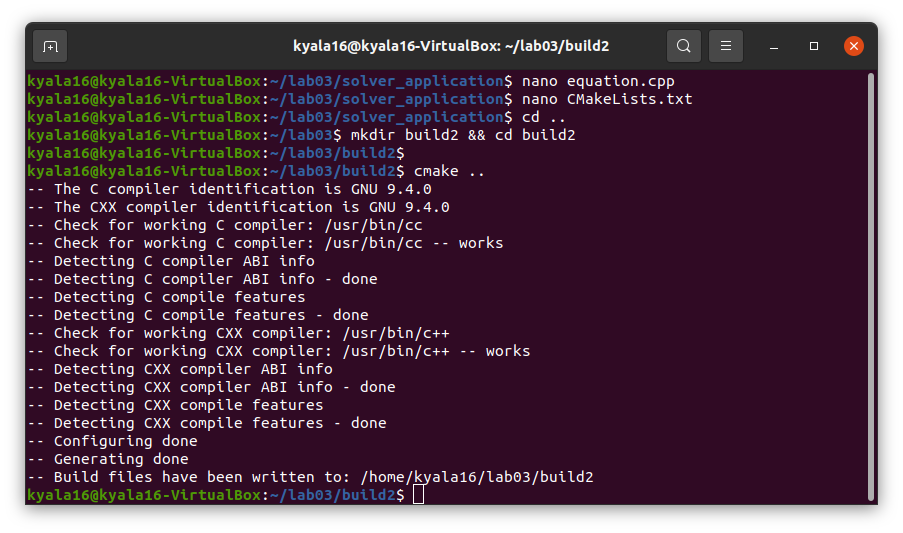 kyala16@kyala16-VirtualBox: ~/lab03/build2
kyala16@kyala16-VirtualBox:~/lab03/solver_application$ nano equation.cpp
kyala16@kyala16-VirtualBox:~/lab03/solver_application$ nano CMakeLists.txt
kyala16@kyala16-VirtualBox:~/lab03/solver_application$ cd ..
kyala16@kyala16-VirtualBox:~/lab03$ mkdir build2 && cd build2
kyala16@kyala16-VirtualBox:~/lab03/build2$
kyala16@kyala16-VirtualBox:~/lab03/build2$ cmake ..
-- The C compiler identification is GNU 9.4.0
-- The CXX compiler identification is GNU 9.4.0
-- Check for working C compiler: /usr/bin/cc
-- Check for working C compiler: /usr/bin/cc -- works
-- Detecting C compiler ABI info
-- Detecting C compiler ABI info - done
-- Detecting C compile features
-- Detecting C compile features - done
-- Check for working CXX compiler: /usr/bin/c++
-- Check for working CXX compiler: /usr/bin/c++ -- works
-- Detecting CXX compiler ABI info
-- Detecting CXX compiler ABI info - done
-- Detecting CXX compile features
-- Detecting CXX compile features - done
-- Configuring done
-- Generating done
-- Build files have been written to: /home/kyala16/lab03/build2
kyala16@kyala16-VirtualBox:~/lab03/build2$